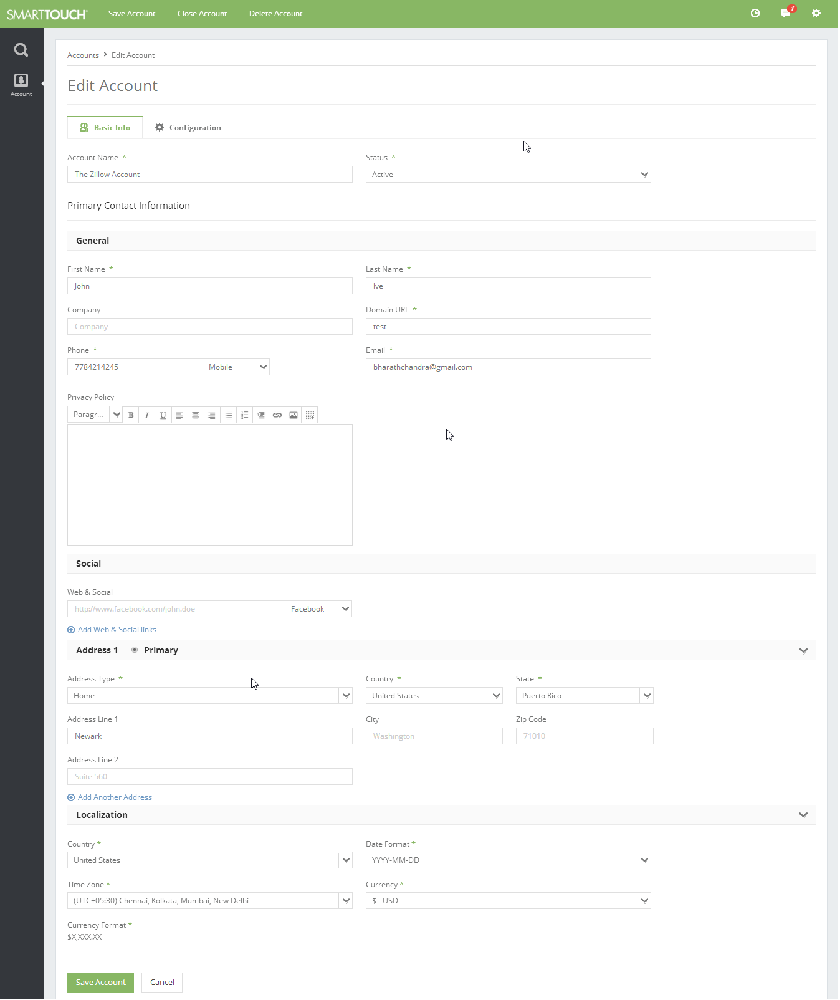 SMARTTOUCH® Save Account Close Account Delete Account 1
Account
Accounts > Edit Account
Edit Account
Basic Info Configuration
Account Name * Status *
The Zillow Account Active
Primary Contact Information
General
First Name * Last Name *
John Ive
Company Domain URL *
Company test
Phone * Email *
7784214245 Mobile bharathchandra@gmail.com
Privacy Policy
Paragr... B I U
Social
Web & Social
http://www.facebook.com/john.doe Facebook
Add Web & Social links
Address 1 Primary
Address Type * Country * State *
Home United States Puerto Rico
Address Line 1 City Zip Code
Newark Washington 71010
Address Line 2
Suite 560
Add Another Address
Localization
Country * Date Format *
United States YYYY-MM-DD
Time Zone * Currency *
(UTC+05:30) Chennai, Kolkata, Mumbai, New Delhi $ - USD
Currency Format *
$X,XXX.XX
Save Account Cancel